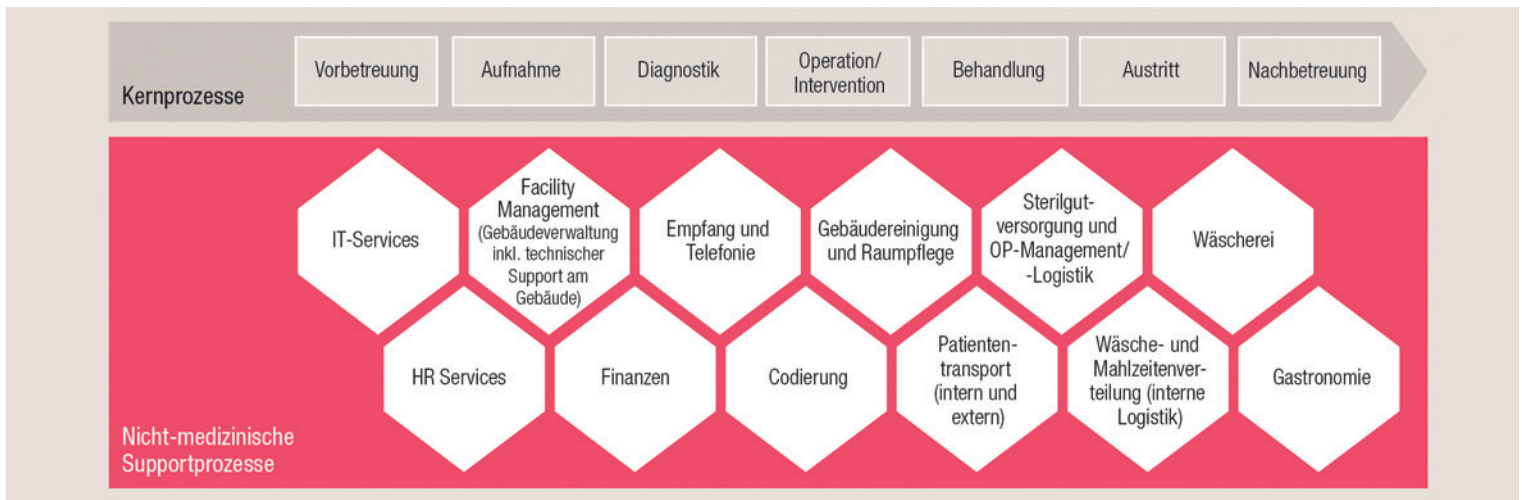 Kernprozesse
Vorbetreuung
Aufnahme
Diagnostik
Operation/
Intervention
Behandlung
Austritt
Nachbetreuung
IT-Services
Facility
Management
(Gebäudeverwaltung
inkl. technischer
Support am
Gebäude)
Empfang und
Telefonie
Gebäudereinigung
und Raumpflege
Sterilgut-
versorgung und
OP-Management/
-Logistik
Wäscherei
HR Services
Finanzen
Codierung
Patienten-
transport
(intern und
extern)
Wäsche- und
Mahlzeitenver-
teilung (interne
Logistik)
Gastronomie
Nicht-medizinische
Supportprozesse